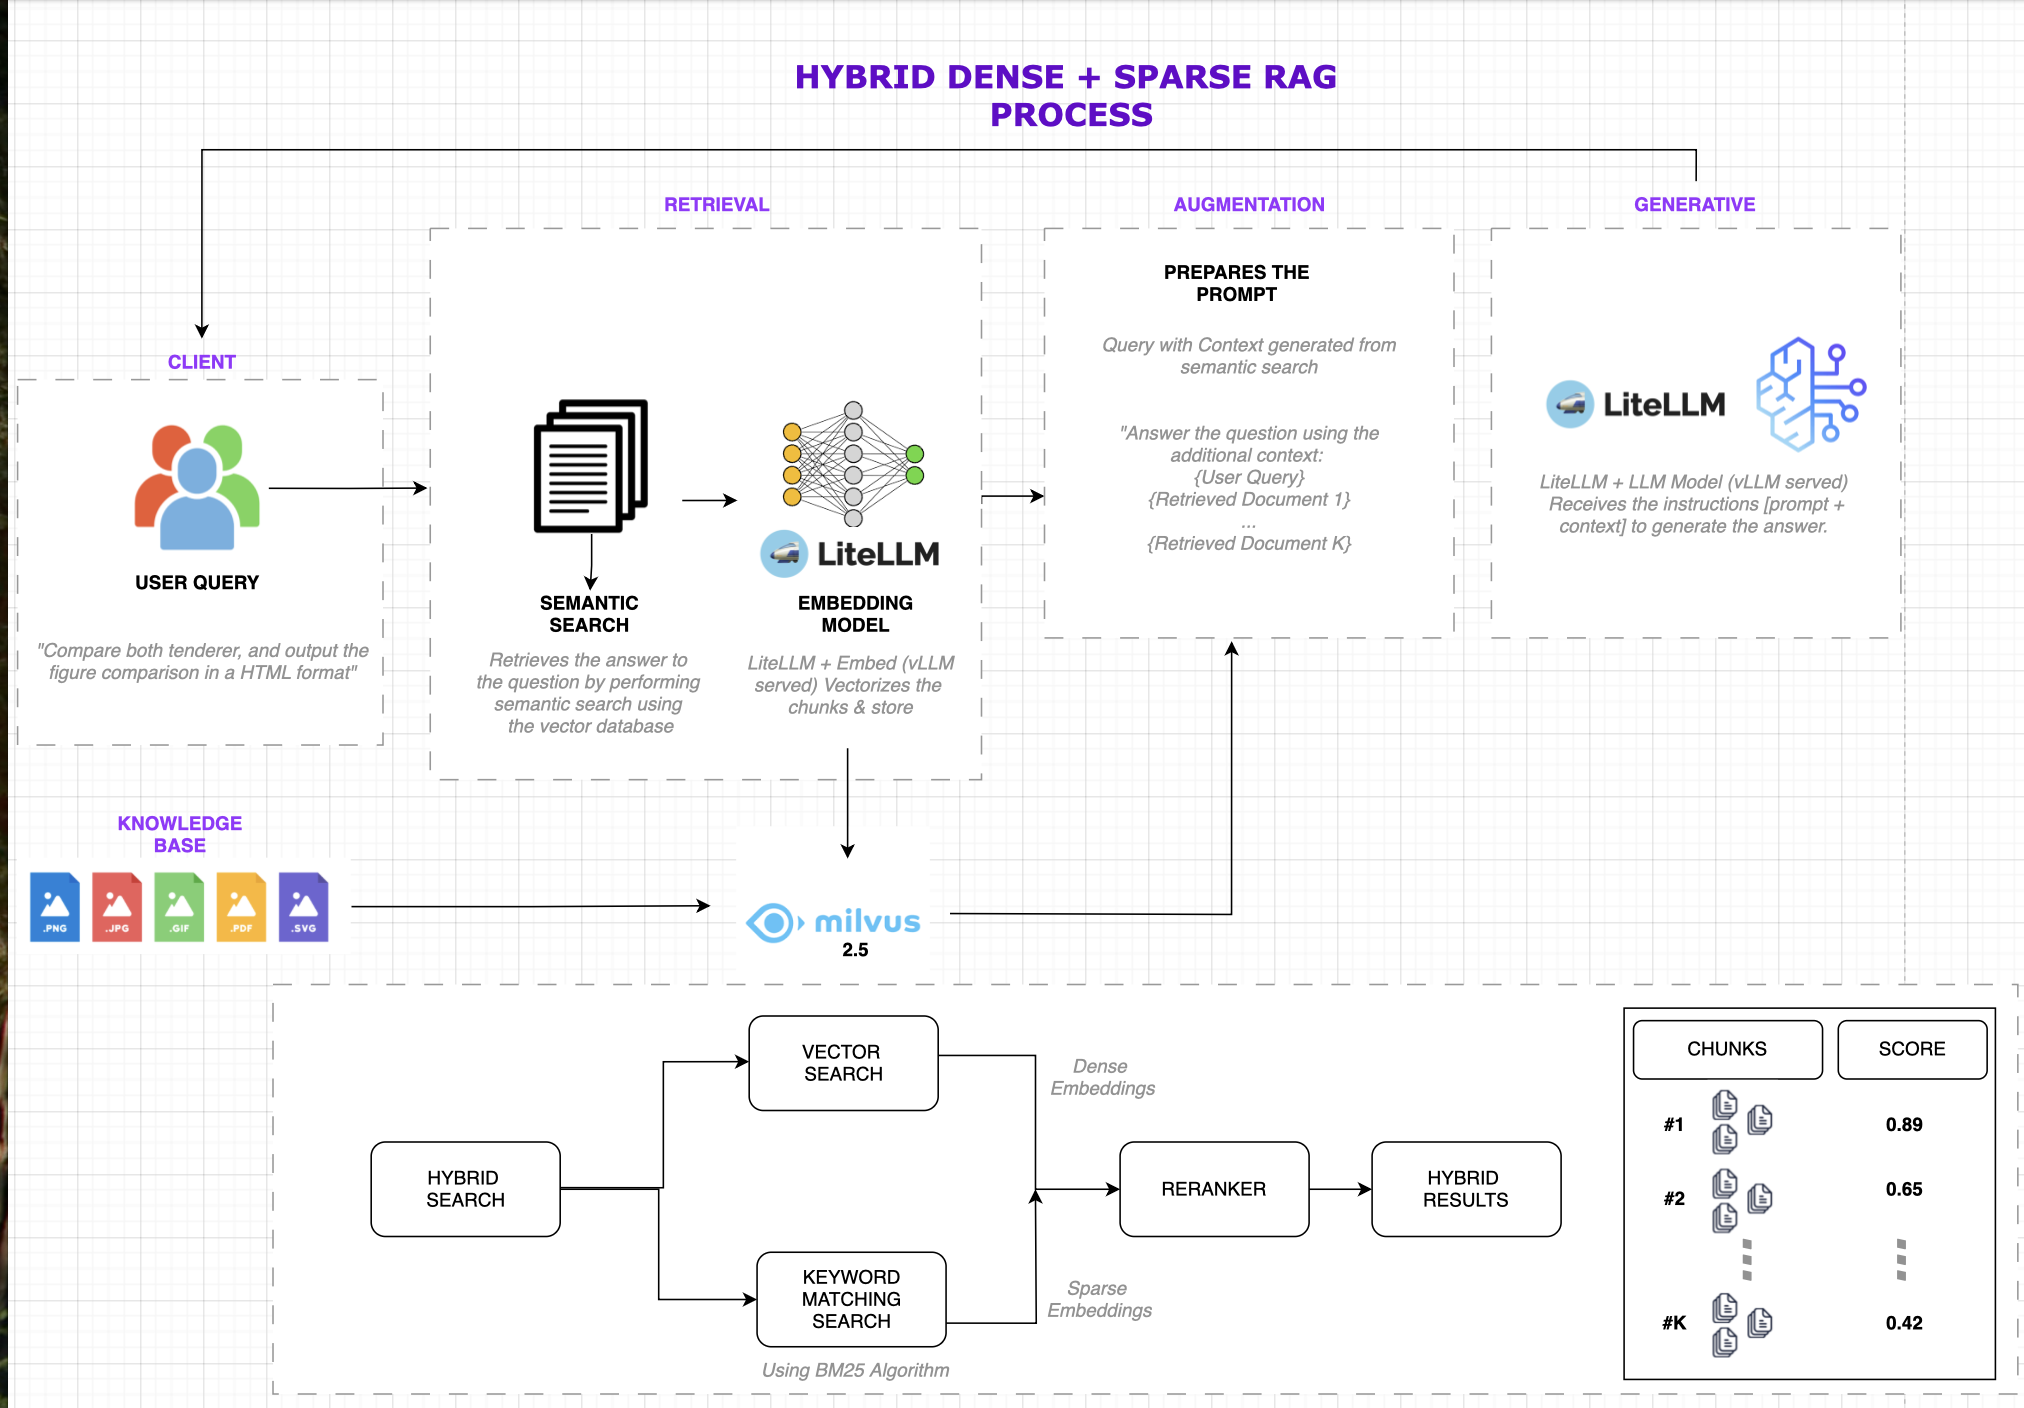 HYBRID DENSE + SPARSE RAG
PROCESS
RETRIEVAL
AUGMENTATION
GENERATIVE
CLIENT
USER QUERY
"Compare both tenderer, and output the
figure comparison in a HTML format"
SEMANTIC
SEARCH
Retrieves the answer to
the question by performing
semantic search using
the vector database
LiteLLM
EMBEDDING
MODEL
LiteLLM + Embed (vLLM
served) Vectorizes the
chunks & store
PREPARES THE
PROMPT
Query with Context generated from
semantic search
"Answer the question using the
additional context:
{User Query}
{Retrieved Document 1}
...
{Retrieved Document K}
LiteLLM
LiteLLM + LLM Model (vLLM served)
Receives the instructions [prompt +
context] to generate the answer.
KNOWLEDGE
BASE
.PNG
.JPG
.GIF
.PDF
.SVG
milvus
2.5
HYBRID
SEARCH
VECTOR
SEARCH
Dense
Embeddings
KEYWORD
MATCHING
SEARCH
Using BM25 Algorithm
Sparse
Embeddings
RERANKER
HYBRID
RESULTS
CHUNKS
SCORE
#1
0.89
#2
0.65
#K
0.42